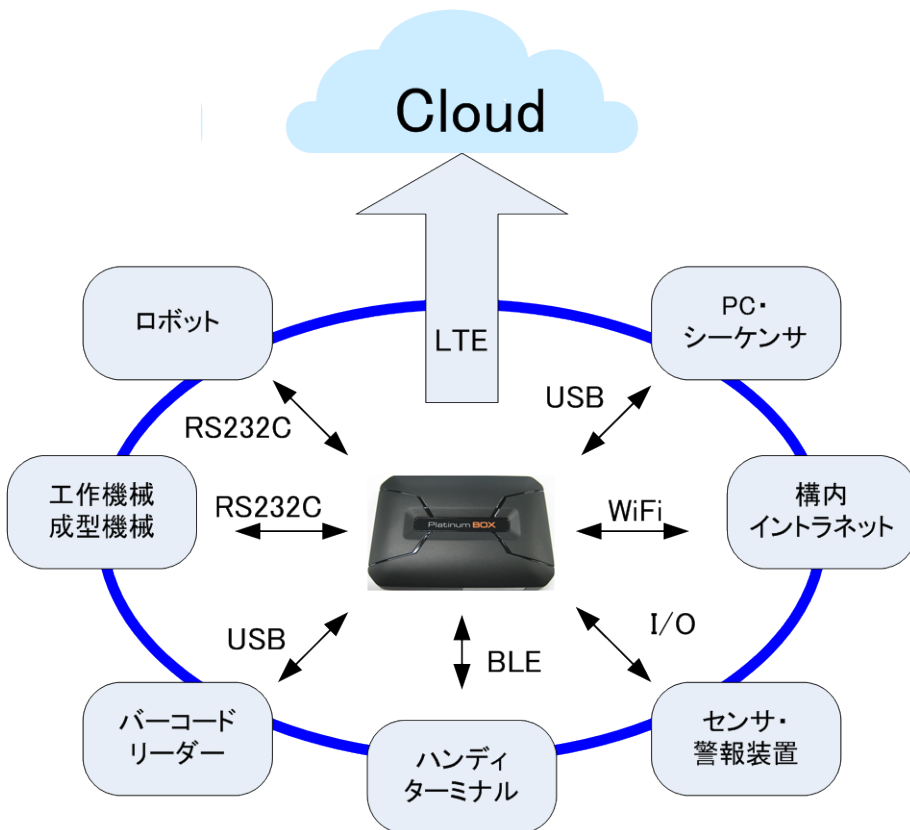 Cloud
ロボット
PC・
シーケンサ
LTE
USB
RS232C
工作機械
成型機械
RS232C
Platinum BOX
WiFi
構内
イントラネット
USB
BLE
I/O
バーコード
リーダー
ハンディ
ターミナル
センサ・
警報装置